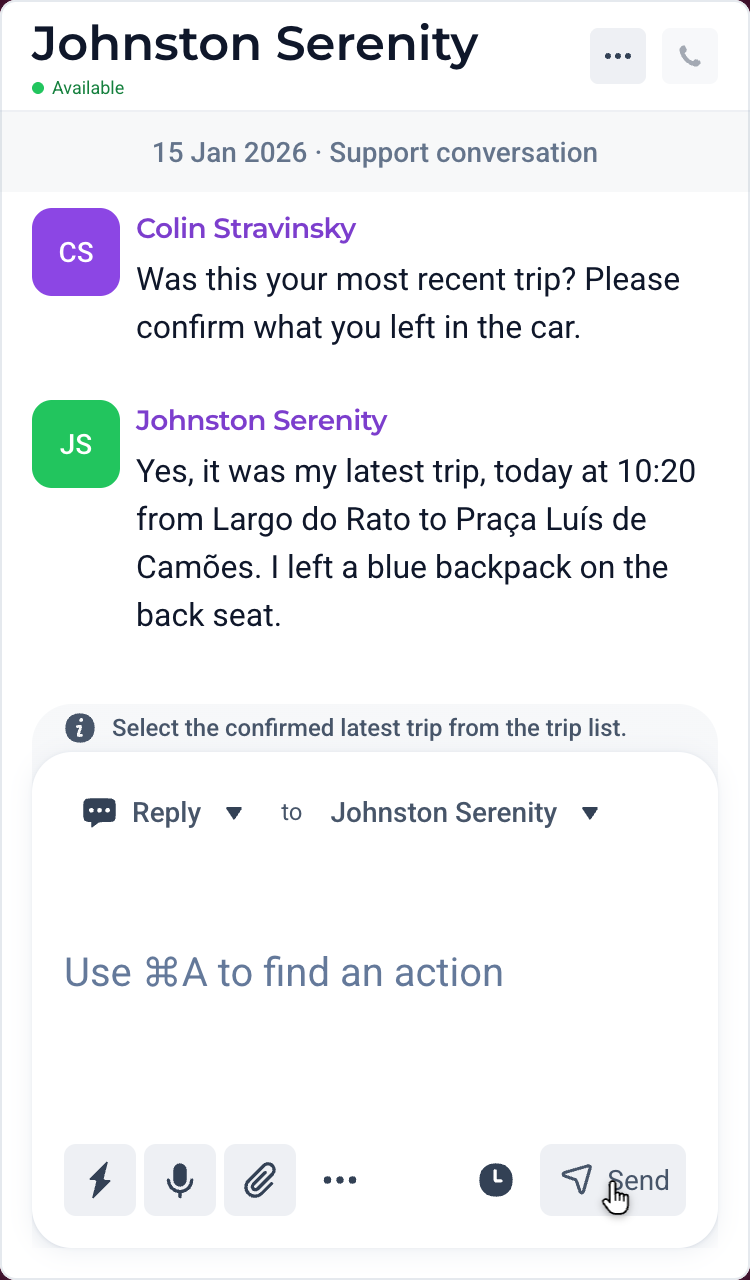 Johnston Serenity
Available
15 Jan 2026 · Support conversation
CS
Colin Stravinsky
Was this your most recent trip? Please
confirm what you left in the car.
JS
Johnston Serenity
Yes, it was my latest trip, today at 10:20
from Largo do Rato to Praça Luís de
Camões. I left a blue backpack on the
back seat.
Select the confirmed latest trip from the trip list.
Reply to Johnston Serenity
Use ⌘A to find an action
Send